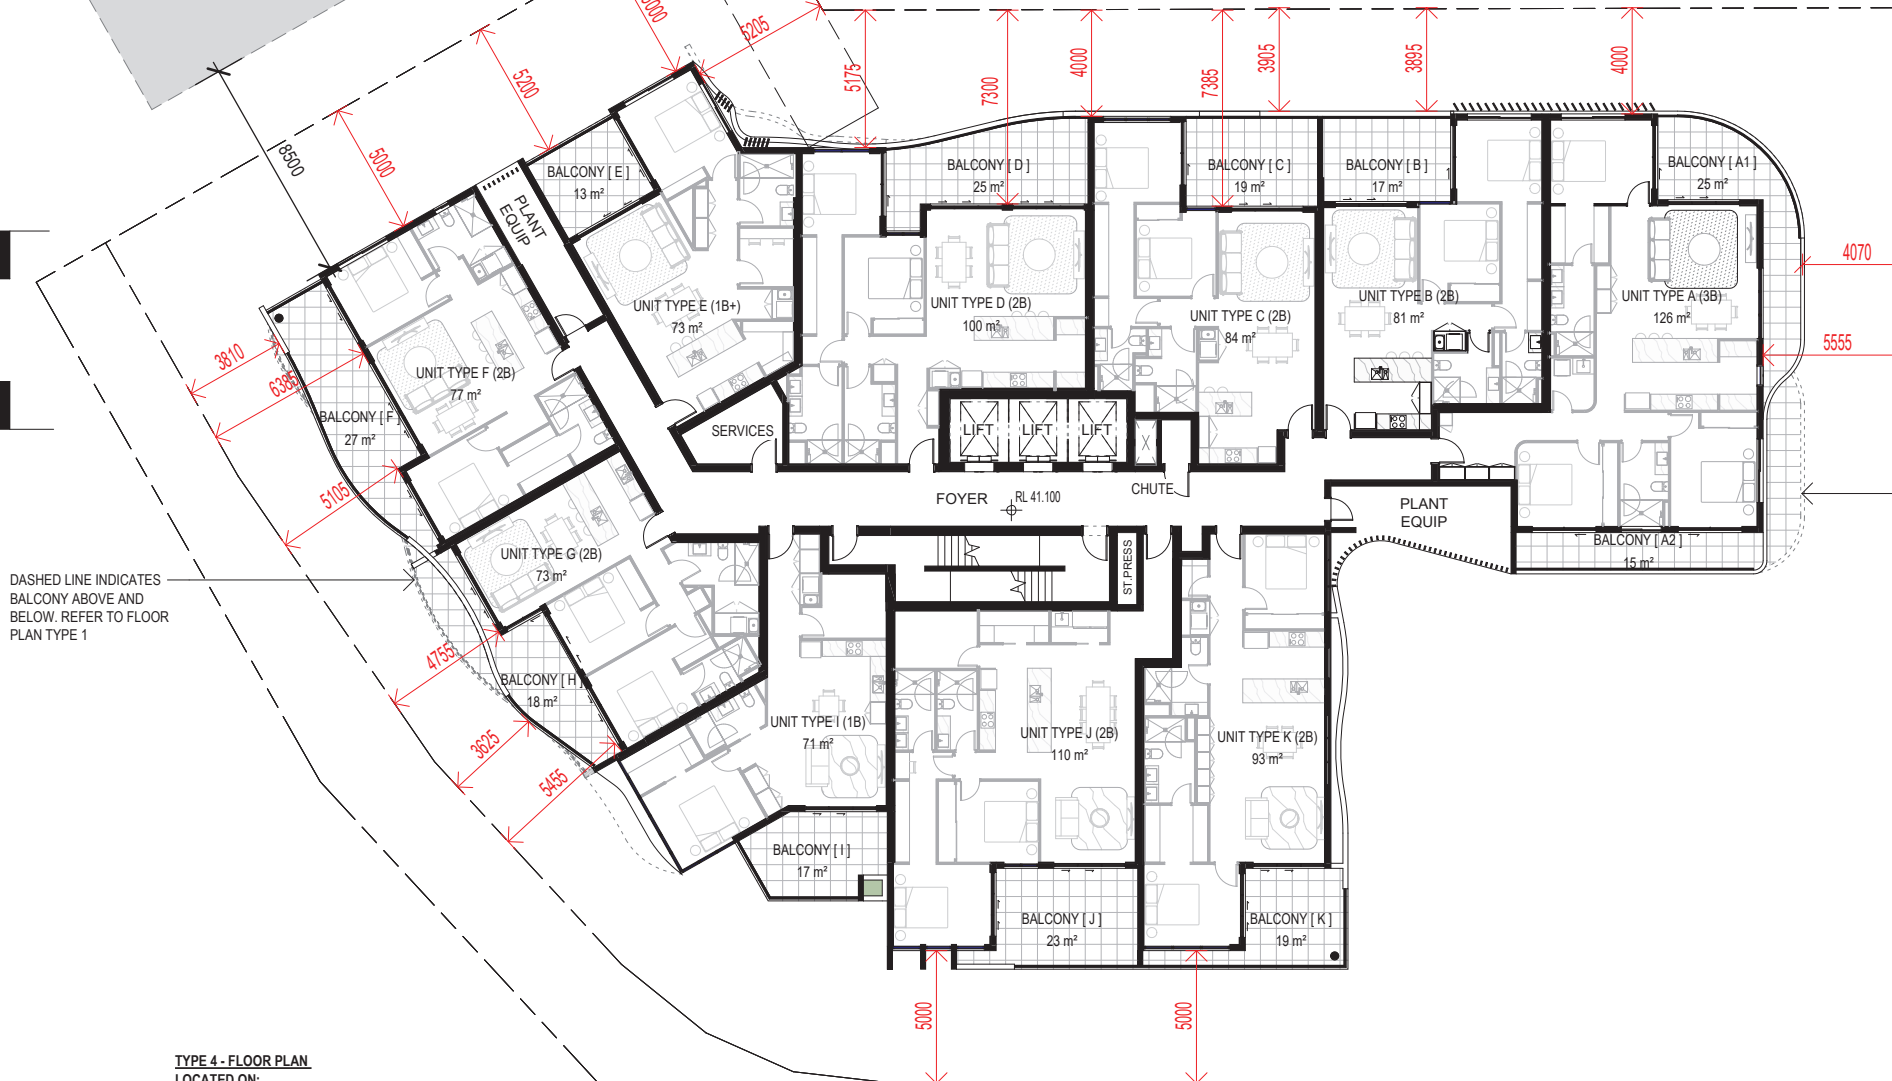 5000
5205
5200
5175
7300
4000
7385
3905
3895
4000
8500
5000
BALCONY [ E ]
13 m²
PLANT
EQUIP
BALCONY [ D ]
25 m²
BALCONY [ C ]
19 m²
BALCONY [ B ]
17 m²
BALCONY [ A1 ]
25 m²
4070
5555
UNIT TYPE E (1B+)
73 m²
UNIT TYPE D (2B)
100 m²
UNIT TYPE C (2B)
84 m²
UNIT TYPE B (2B)
81 m²
UNIT TYPE A (3B)
126 m²
3810
6385
UNIT TYPE F (2B)
77 m²
BALCONY [ F ]
27 m²
SERVICES
LIFT
LIFT
LIFT
5105
FOYER
RL 41.100
CHUTE
PLANT
EQUIP
BALCONY [ A2 ]
15 m²
UNIT TYPE G (2B)
73 m²
ST.PRESS
DASHED LINE INDICATES
BALCONY ABOVE AND
BELOW. REFER TO FLOOR
PLAN TYPE 1
4755
BALCONY [ H ]
18 m²
3625
5455
UNIT TYPE I (1B)
71 m²
UNIT TYPE J (2B)
110 m²
UNIT TYPE K (2B)
93 m²
BALCONY [ I ]
17 m²
BALCONY [ J ]
23 m²
BALCONY [ K ]
19 m²
5000
5000
TYPE 4 - FLOOR PLAN
LOCATED ON: